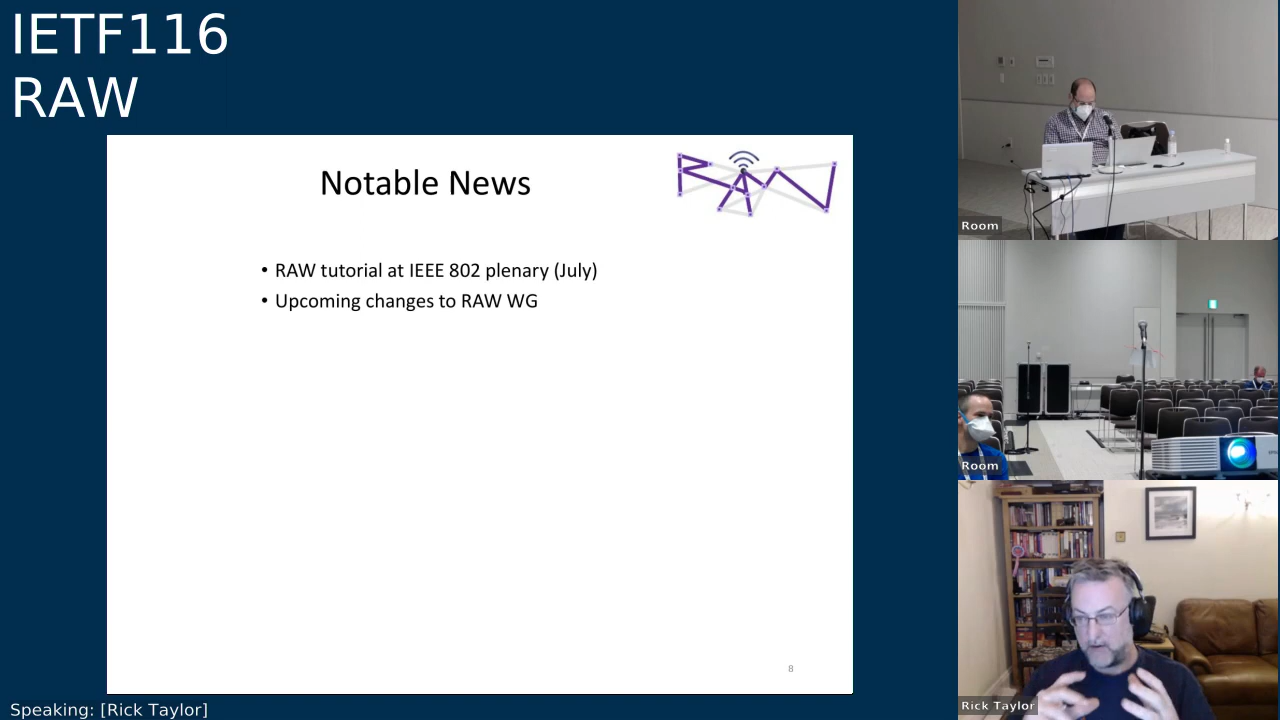 IETF116
RAW
Notable News
RAW
• RAW tutorial at IEEE 802 plenary (July)
• Upcoming changes to RAW WG
8
Room
Room
Rick Taylor
Speaking: [Rick Taylor]